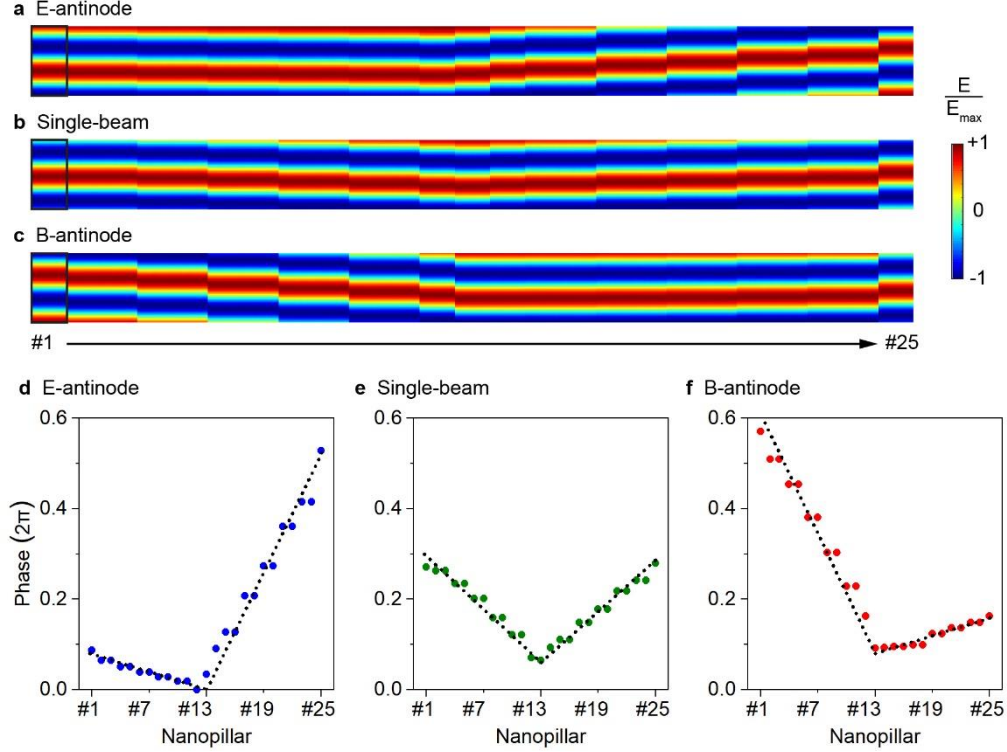 a E-antinode
b Single-beam
c B-antinode
E
Emax
+1
0
-1
#1
#25
d E-antinode
e Single-beam
f B-antinode
Phase (2π)
0.6
0.4
0.2
0.0
#1 #7 #13 #19 #25
Nanopillar
0.6
0.4
0.2
0.0
#1 #7 #13 #19 #25
Nanopillar
0.6
0.4
0.2
0.0
#1 #7 #13 #19 #25
Nanopillar